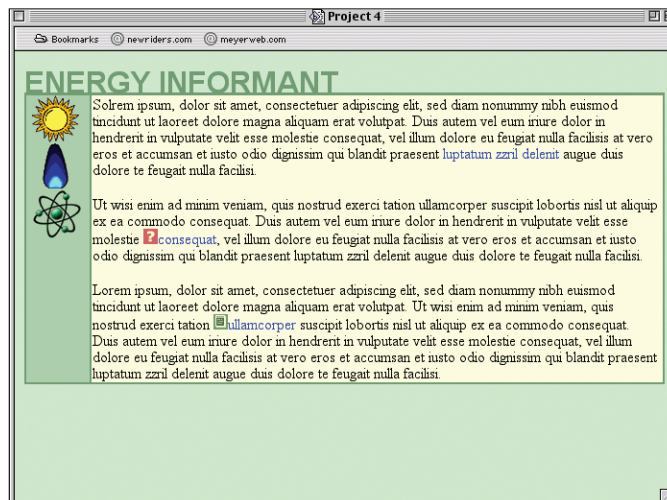 Project 4
Bookmarks newriders.com meyerweb.com
ENERGY INFORMANT
Solrem ipsum, dolor sit amet, consectetuer adipiscing elit, sed diam nonummy nibh euismod
tincidunt ut laoreet dolore magna aliquam erat volutpat. Duis autem vel eum iriure dolor in
hendrerit in vulputate velit esse molestie consequat, vel illum dolore eu feugiat nulla facilisis at vero
eros et accumsan et iusto odio dignissim qui blandit praesent luptatum zzril delenit augue duis
dolore te feugait nulla facilisi.
Ut wisi enim ad minim veniam, quis nostrud exerci tation ullamcorper suscipit lobortis nisl ut aliquip
ex ea commodo consequat. Duis autem vel eum iriure dolor in hendrerit in vulputate velit esse
molestie ?consequat, vel illum dolore eu feugiat nulla facilisis at vero eros et accumsan et iusto
odio dignissim qui blandit praesent luptatum zzril delenit augue duis dolore te feugait nulla facilisi.
Lorem ipsum, dolor sit amet, consectetuer adipiscing elit, sed diam nonummy nibh euismod
tincidunt ut laoreet dolore magna aliquam erat volutpat. Ut wisi enim ad minim veniam, quis
nostrud exerci tation ullamcorper suscipit lobortis nisl ut aliquip ex ea commodo consequat.
Duis autem vel eum iriure dolor in hendrerit in vulputate velit esse molestie consequat, vel illum
dolore eu feugiat nulla facilisis at vero eros et accumsan et iusto odio dignissim qui blandit praesent
luptatum zzril delenit augue duis dolore te feugait nulla facilisi.